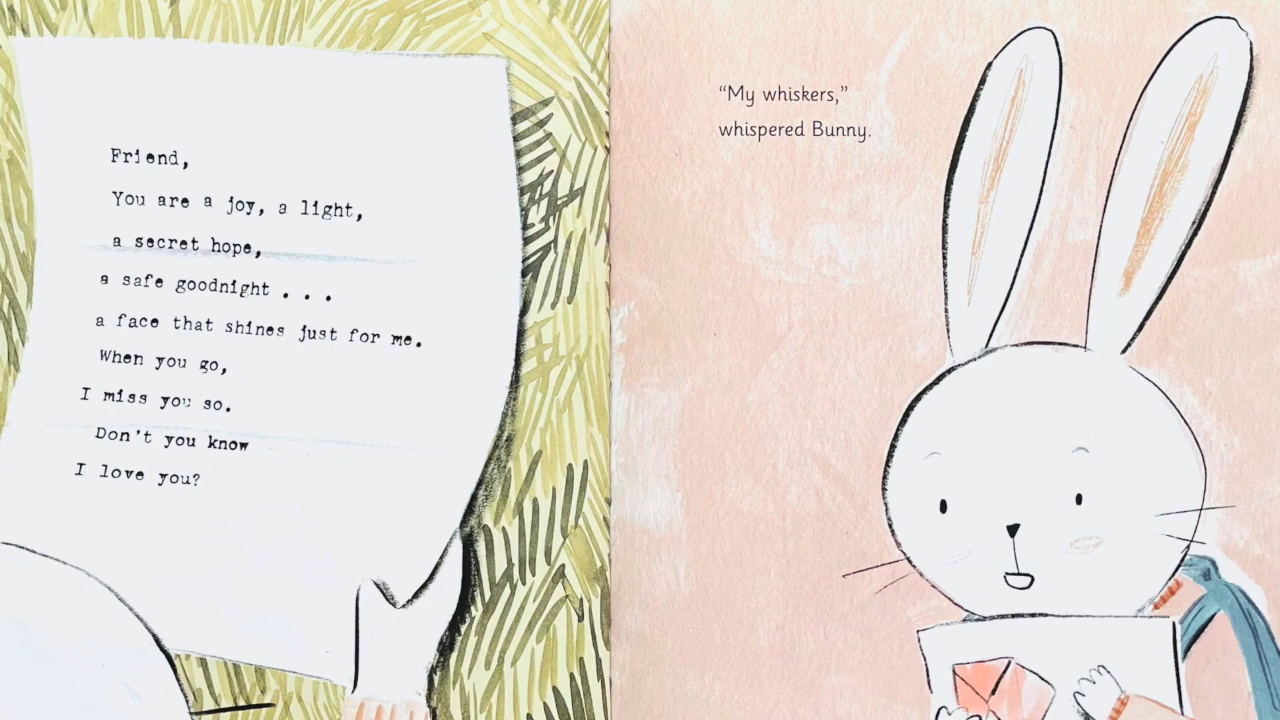 Friend,
You are a joy, a light,
a secret hope,
a safe goodnight . . .
a face that shines just for me.
When you go,
I miss you so.
Don't you know
I love you?
“My whiskers,”
whispered Bunny.